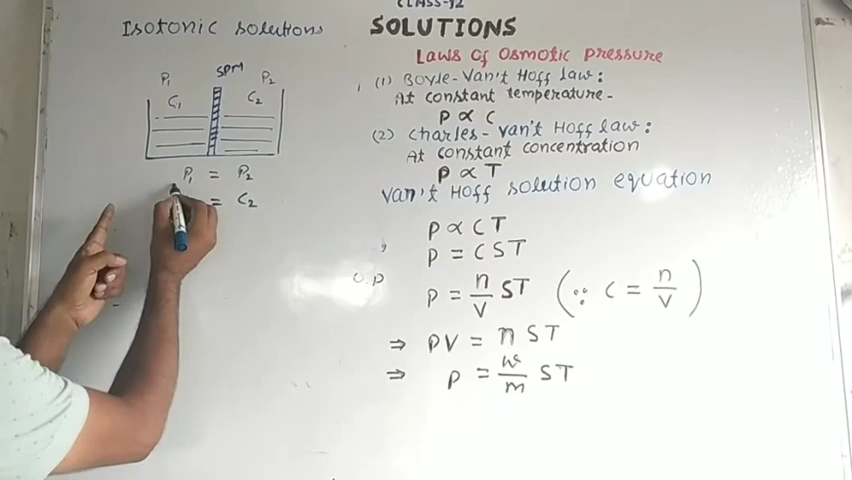 CLASS-12
SOLUTIONS
Isotonic solutions
SPM
P₁ P₂
C₁ C₂
P₁ = P₂
= C₂
Laws of Osmotic pressure
(1) Boyle-Van't Hoff law:
At constant temperature-
P ∝ C
(2) Charles-Van't Hoff law:
At constant concentration
P ∝ T
Van't Hoff solution equation
P ∝ CT
P = CST
O.P
P = n/V ST (∵ C = n/V)
⇒ PV = nST
⇒ P = w/m ST